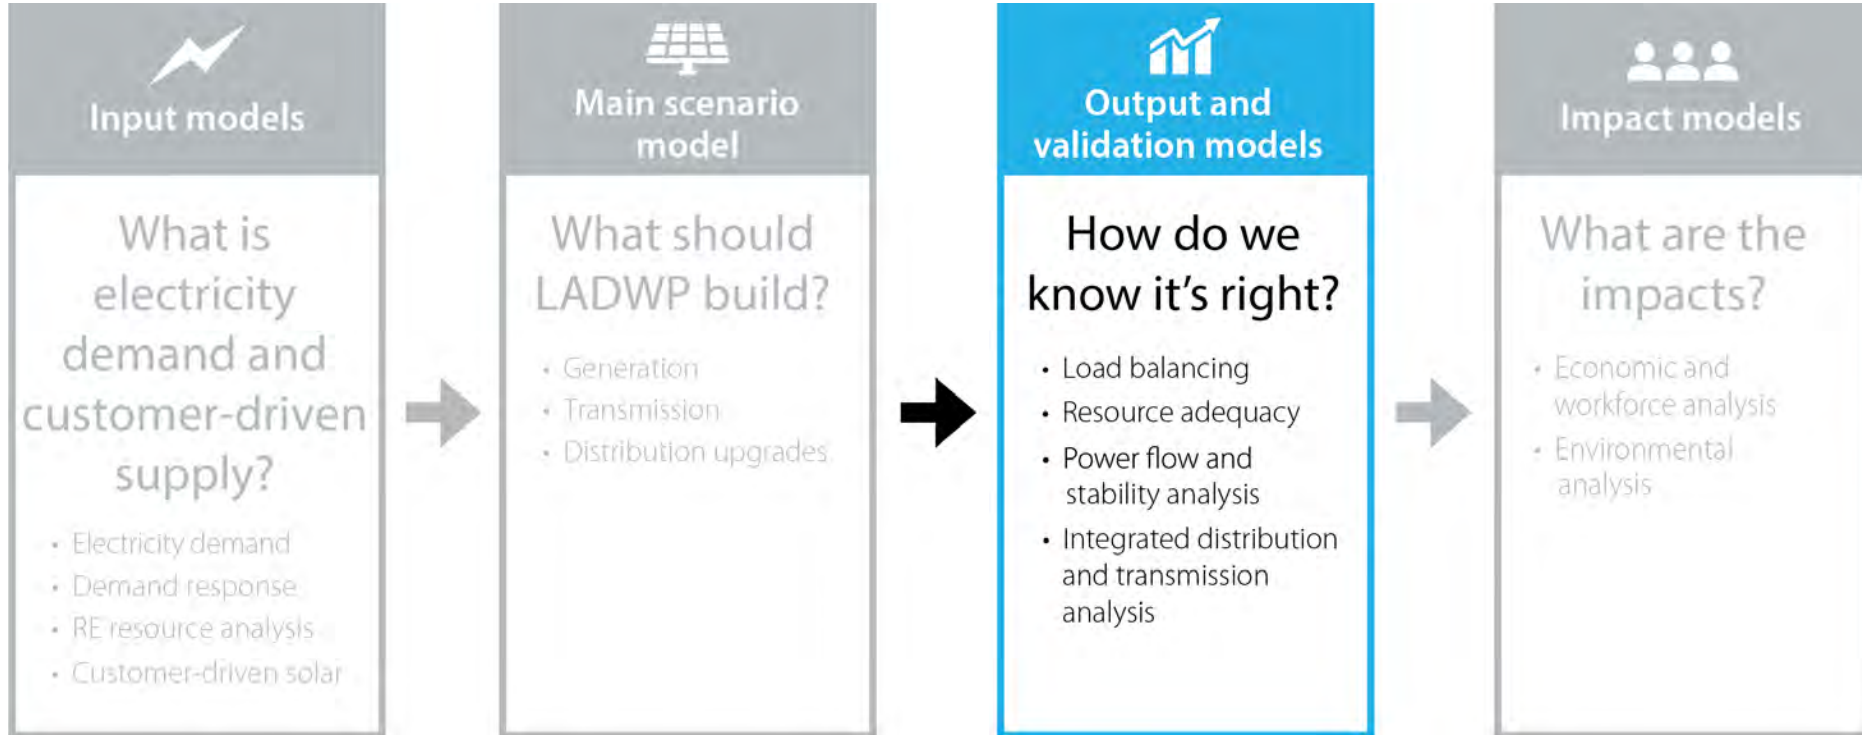 Input models
What is
electricity
demand and
customer-driven
supply?
• Electricity demand
• Demand response
• RE resource analysis
• Customer-driven solar
Main scenario
model
What should
LADWP build?
• Generation
• Transmission
• Distribution upgrades
Output and
validation models
How do we
know it's right?
• Load balancing
• Resource adequacy
• Power flow and
stability analysis
• Integrated distribution
and transmission
analysis
Impact models
What are the
impacts?
• Economic and
workforce analysis
• Environmental
analysis